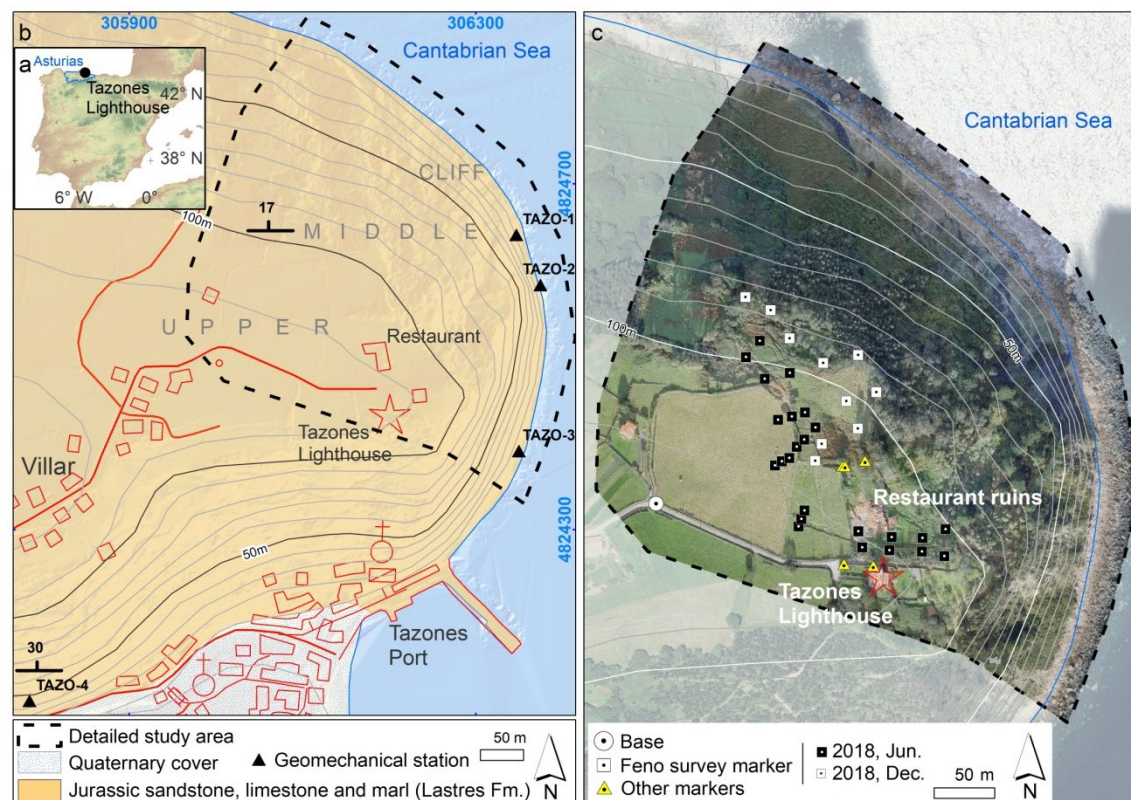 b
305900
306300
Cantabrian Sea
a
Asturias
Tazones
Lighthouse
42° N
38° N
6° W
0°
CLIFF
4824700
17
100m
MIDDLE
TAZO-1
TAZO-2
UPPER
Restaurant
Tazones
Lighthouse
TAZO-3
Villar
4824300
50m
Tazones
Port
30
TAZO-4
Detailed study area
Quaternary cover
Geomechanical station
50 m
N
Jurassic sandstone, limestone and marl (Lastres Fm.)
c
Cantabrian Sea
100m
50m
Restaurant ruins
Tazones
Lighthouse
Base
Feno survey marker
Other markers
2018, Jun.
2018, Dec.
50 m
N